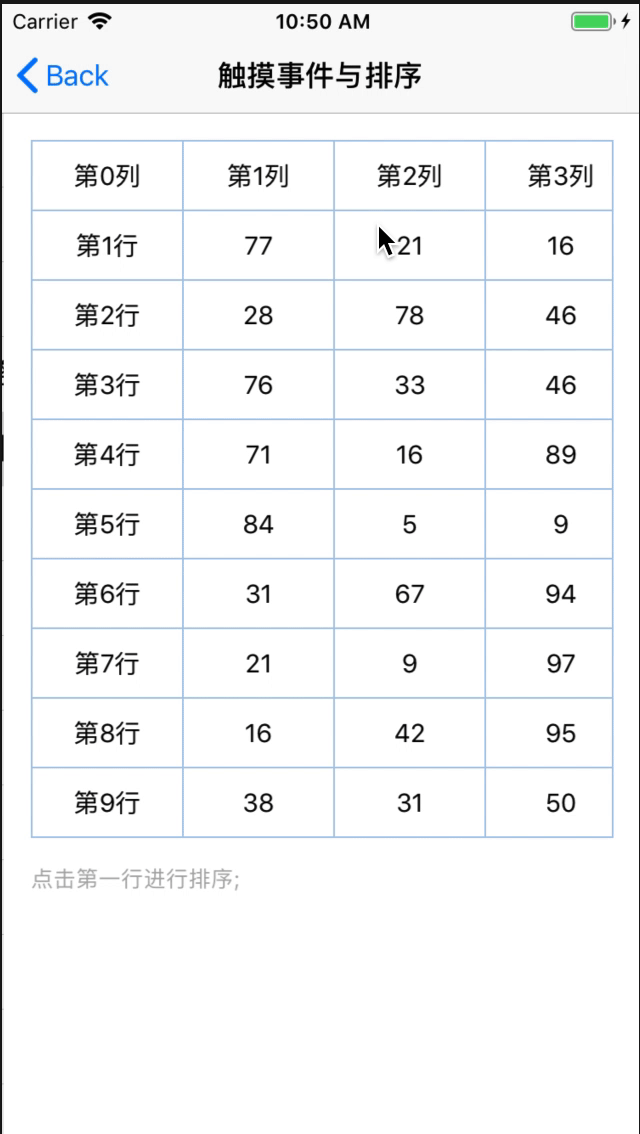 Carrier 10:50 AM
Back 触摸事件与排序
第0列 第1列 第2列 第3列
第1行 77 21 16
第2行 28 78 46
第3行 76 33 46
第4行 71 16 89
第5行 84 5 9
第6行 31 67 94
第7行 21 9 97
第8行 16 42 95
第9行 38 31 50
点击第一行进行排序;